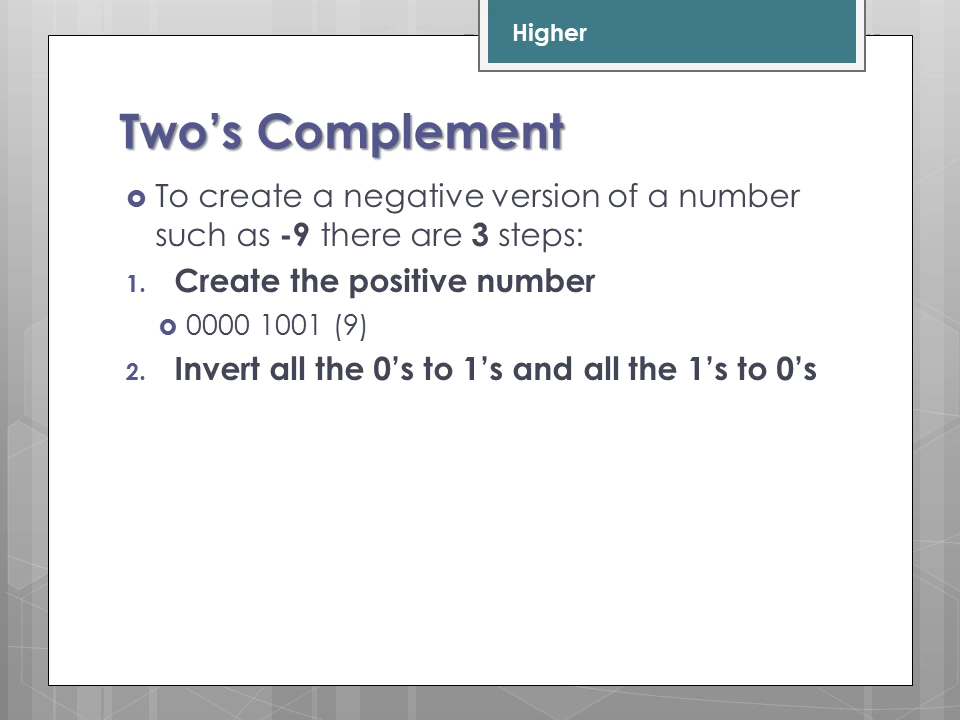 Higher
Two’s Complement
To create a negative version of a number
such as -9 there are 3 steps:
1. Create the positive number
0000 1001 (9)
2. Invert all the 0’s to 1’s and all the 1’s to 0’s